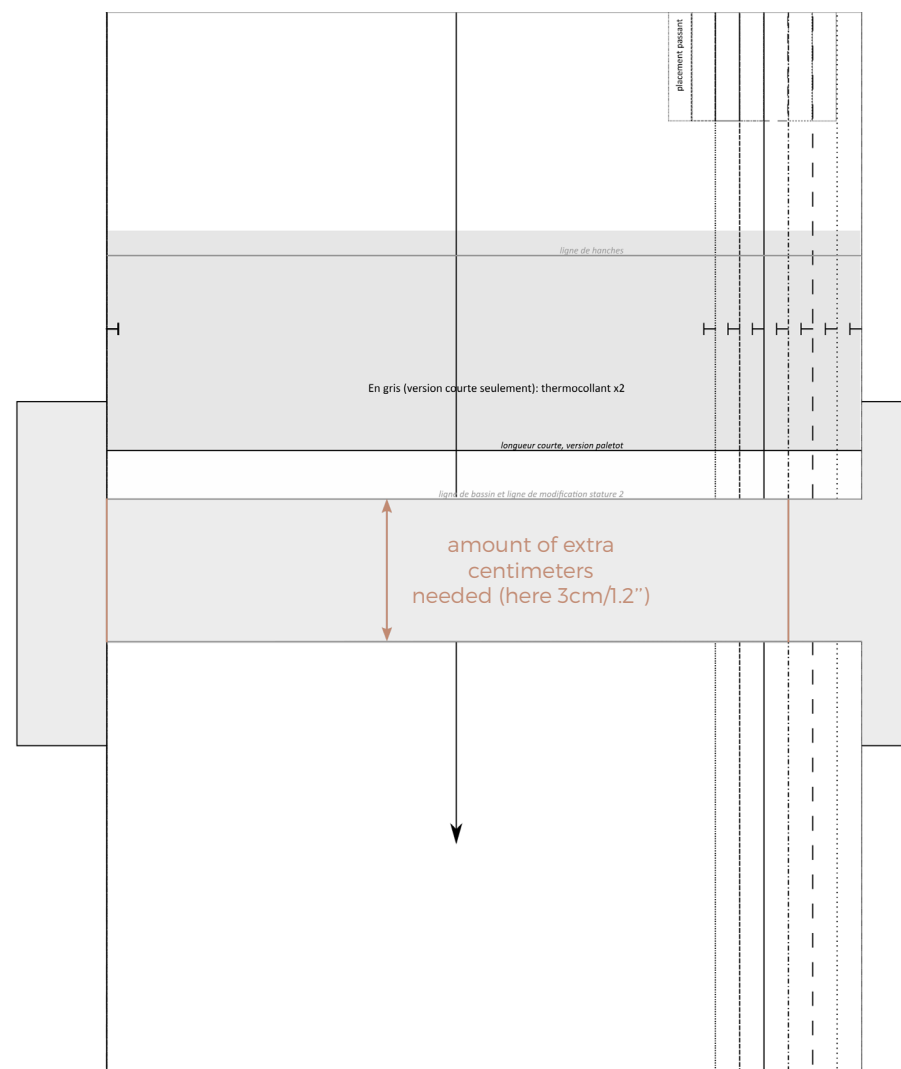 placement passant
ligne de hanches
En gris (version courte seulement): thermocollant x2
longueur courte, version paletot
ligne de bassin et ligne de modification stature 2
amount of extra
centimeters
needed (here 3cm/1.2’’)